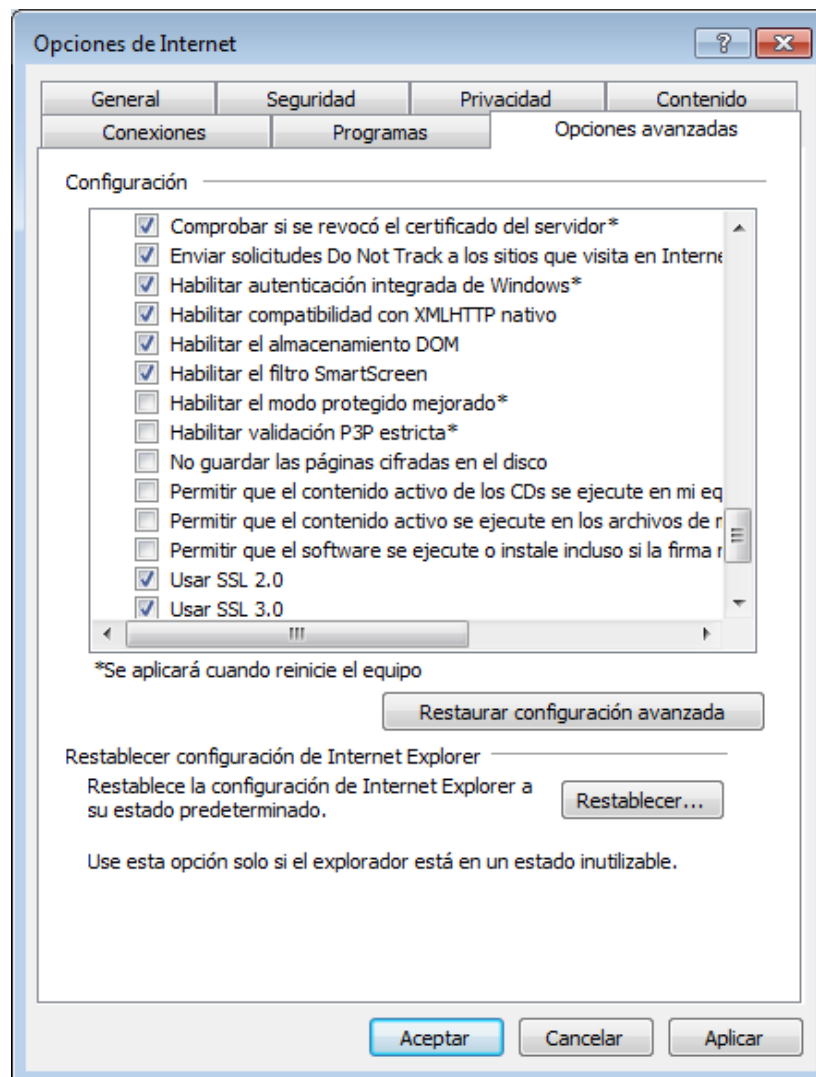 Opciones de Internet
General Seguridad Privacidad Contenido
Conexiones Programas Opciones avanzadas
Configuración
Comprobar si se revocó el certificado del servidor*
Enviar solicitudes Do Not Track a los sitios que visita en Interne
Habilitar autenticación integrada de Windows*
Habilitar compatibilidad con XMLHTTP nativo
Habilitar el almacenamiento DOM
Habilitar el filtro SmartScreen
Habilitar el modo protegido mejorado*
Habilitar validación P3P estricta*
No guardar las páginas cifradas en el disco
Permitir que el contenido activo de los CDs se ejecute en mi eq
Permitir que el contenido activo se ejecute en los archivos de m
Permitir que el software se ejecute o instale incluso si la firma n
Usar SSL 2.0
Usar SSL 3.0
*Se aplicará cuando reinicie el equipo
Restaurar configuración avanzada
Restablecer configuración de Internet Explorer
Restablece la configuración de Internet Explorer a
su estado predeterminado.
Restablecer...
Use esta opción solo si el explorador está en un estado inutilizable.
Aceptar Cancelar Aplicar